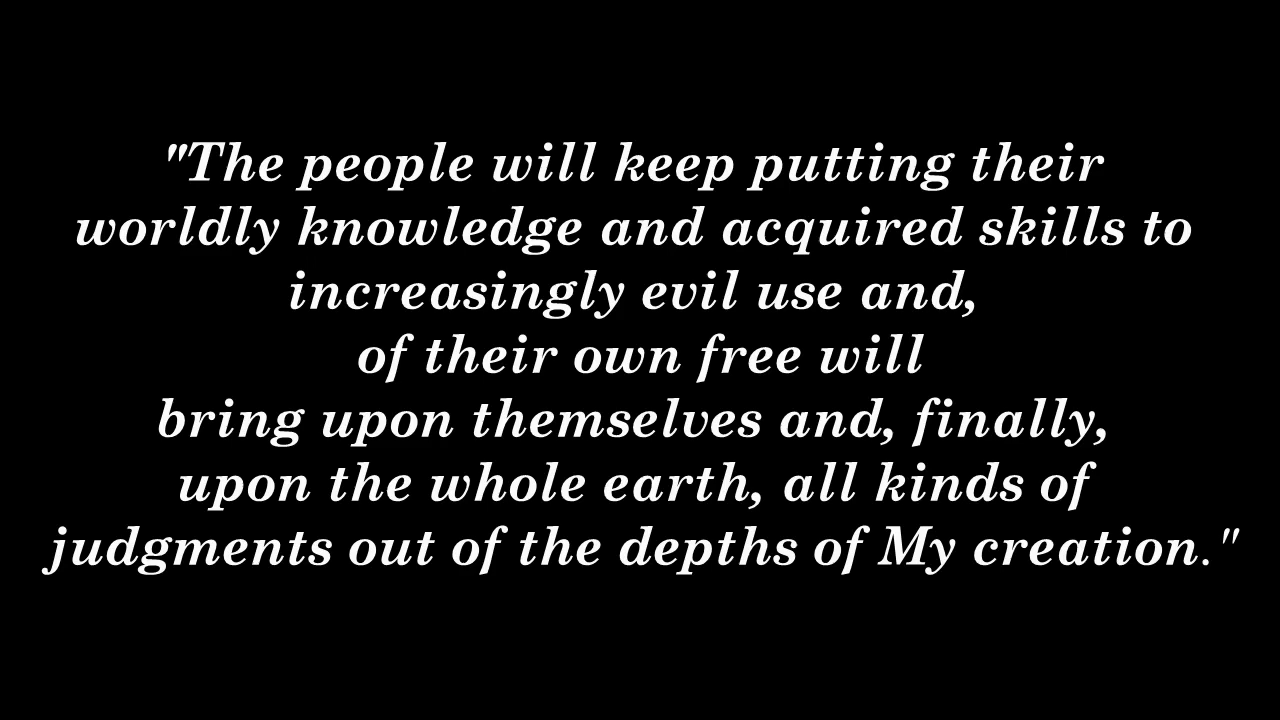 "The people will keep putting their
worldly knowledge and acquired skills to
increasingly evil use and,
of their own free will
bring upon themselves and, finally,
upon the whole earth, all kinds of
judgments out of the depths of My creation."